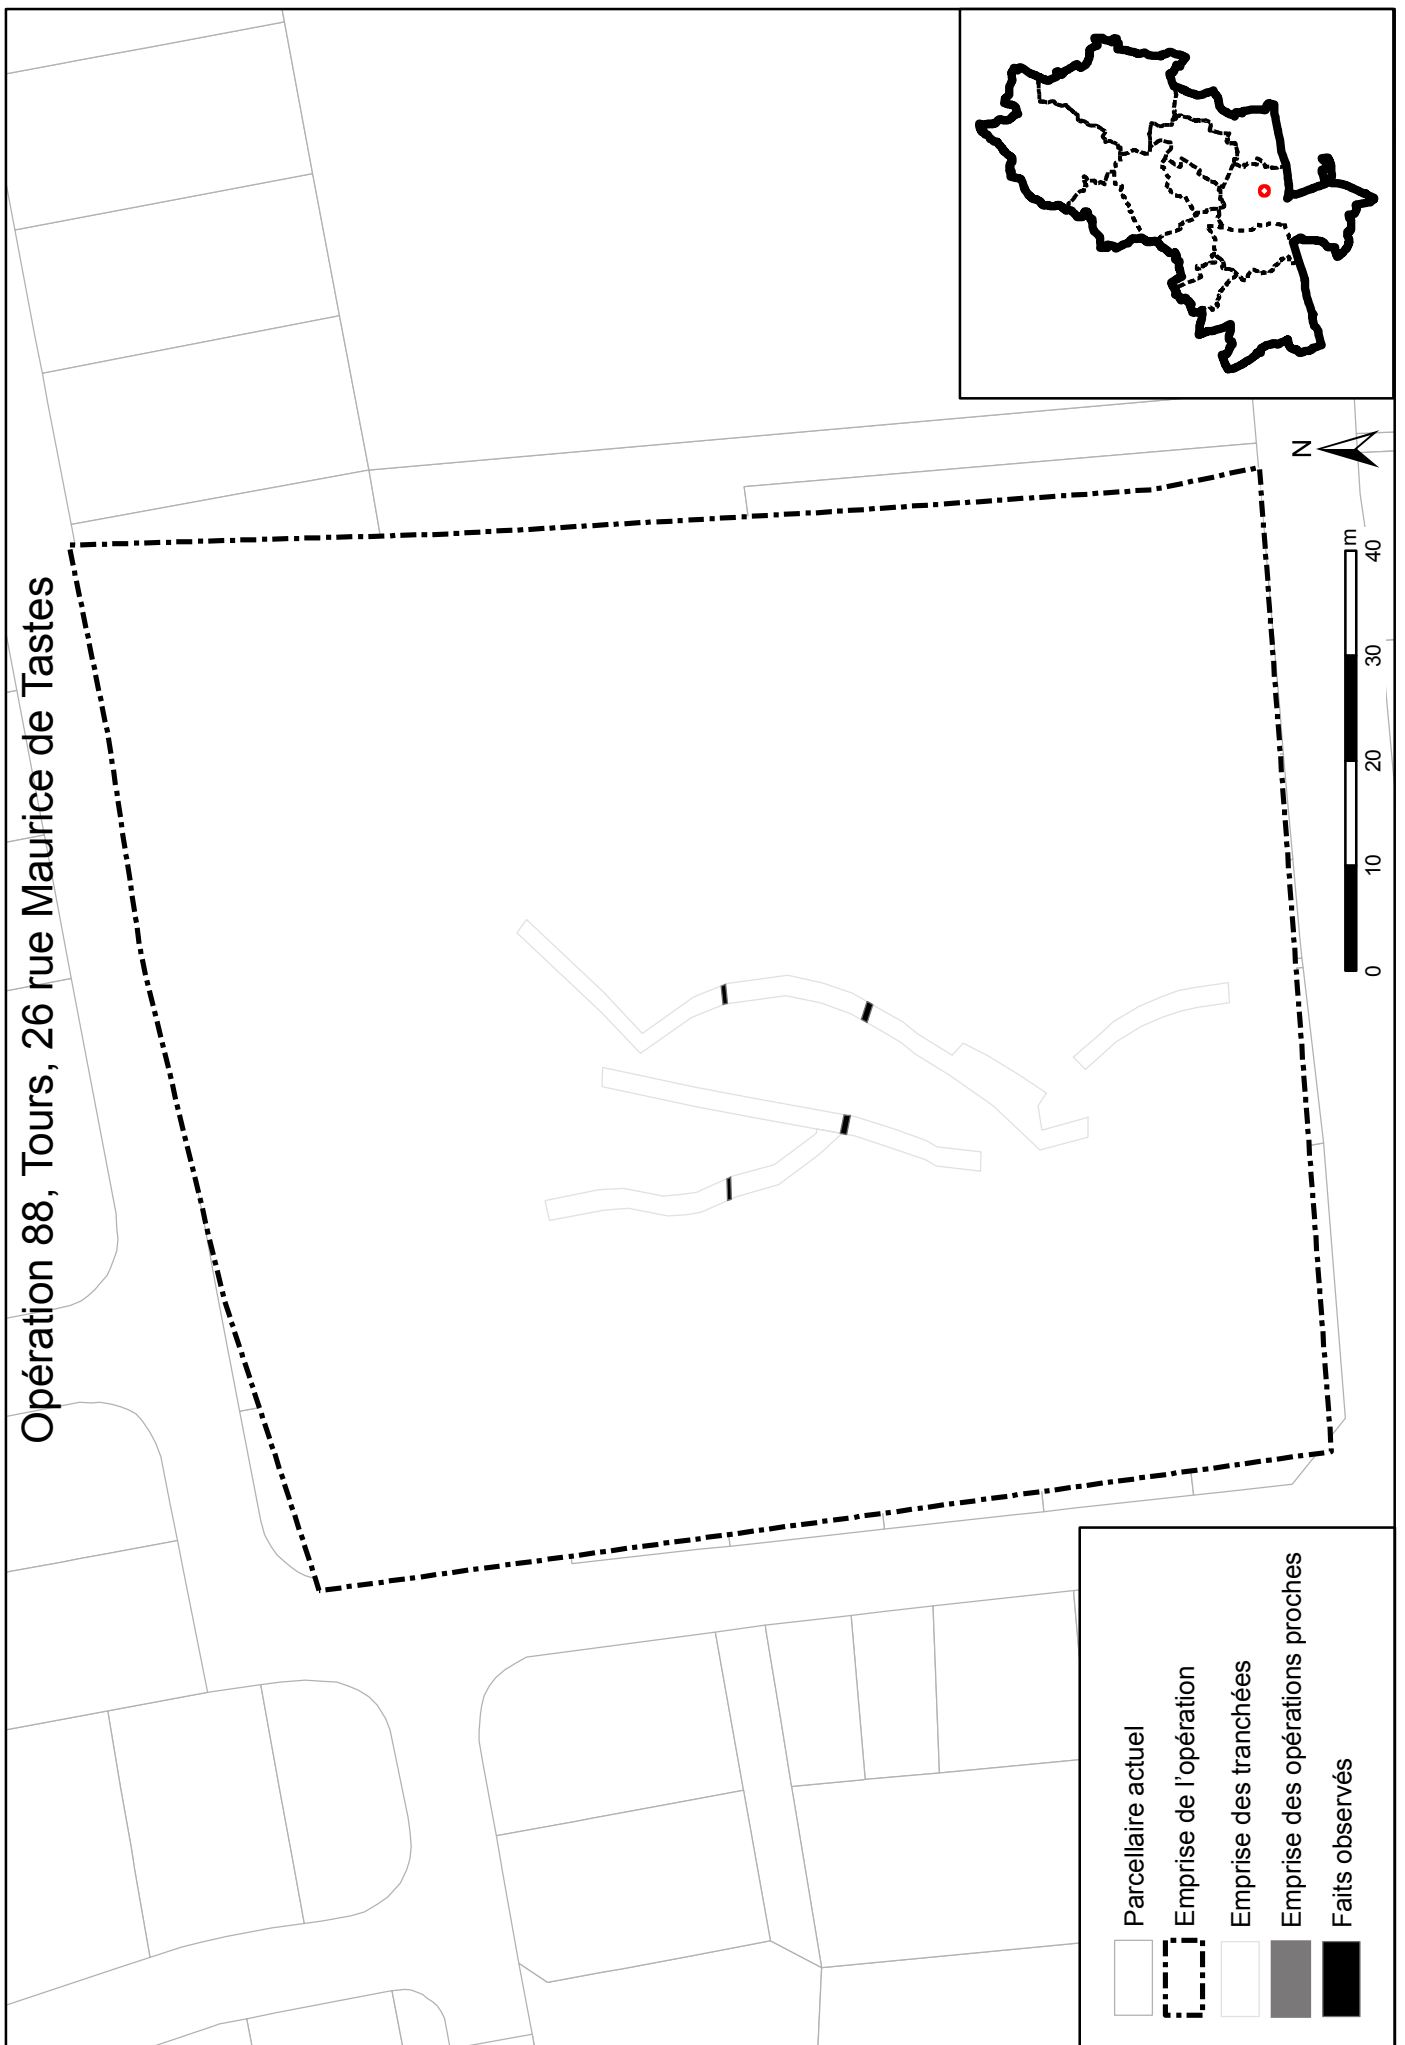 Opération 88, Tours, 26 rue Maurice de Tastes
N
0 10 20 30 40 m
Parcellaire actuel
Emprise de l'opération
Emprise des tranchées
Emprise des opérations proches
Faits observés